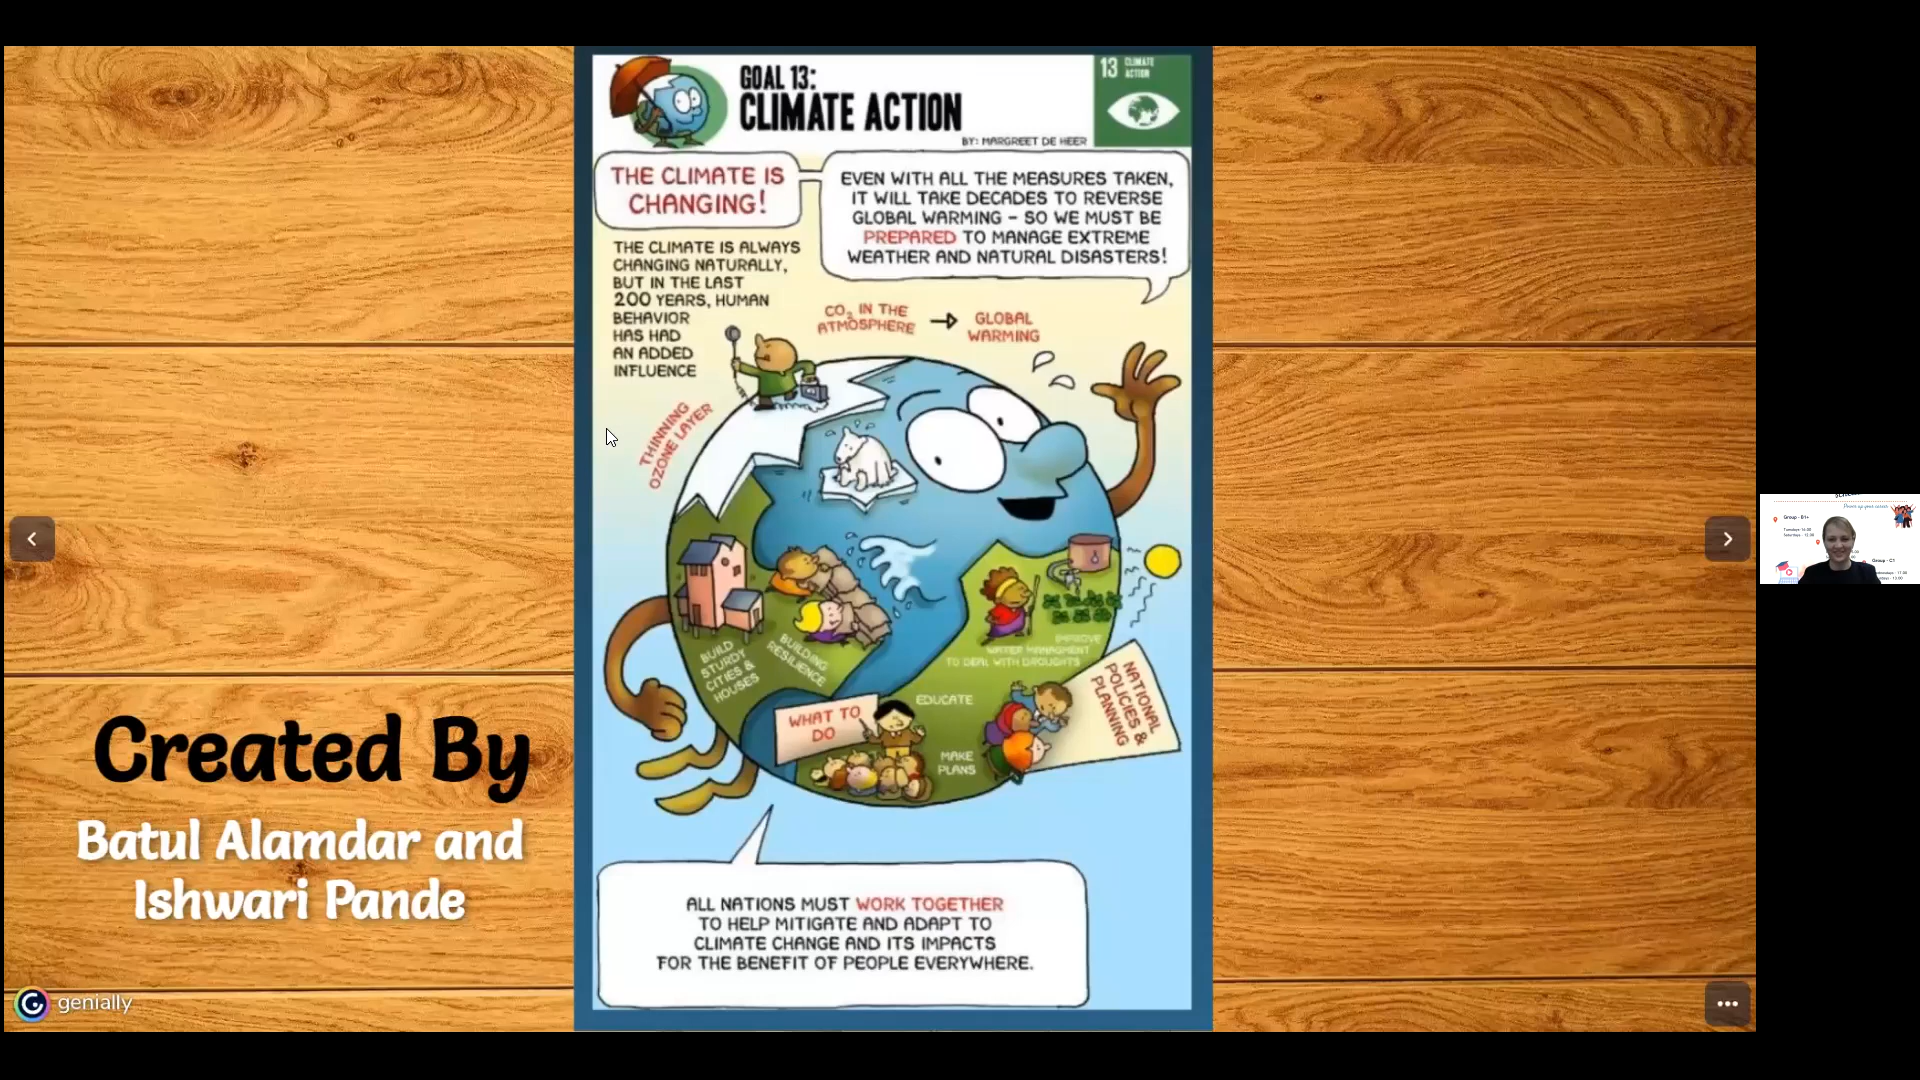 GOAL 13:
CLIMATE ACTION
BY: MARGREET DE HEER
13 CLIMATE
ACTION
THE CLIMATE IS
CHANGING!
EVEN WITH ALL THE MEASURES TAKEN,
IT WILL TAKE DECADES TO REVERSE
GLOBAL WARMING – SO WE MUST BE
PREPARED TO MANAGE EXTREME
WEATHER AND NATURAL DISASTERS!
THE CLIMATE IS ALWAYS
CHANGING NATURALLY,
BUT IN THE LAST
200 YEARS, HUMAN
BEHAVIOR
HAS HAD
AN ADDED
INFLUENCE
CO2 IN THE
ATMOSPHERE
GLOBAL
WARMING
THINNING
OZONE LAYER
BUILD
STURDY
CITIES &
HOUSES
BUILDING
RESILIENCE
IMPROVE
WATER MANAGMENT
TO DEAL WITH DROUGHTS
NATIONAL
POLICIES &
PLANNING
EDUCATE
WHAT TO
DO
MAKE
PLANS
ALL NATIONS MUST WORK TOGETHER
TO HELP MITIGATE AND ADAPT TO
CLIMATE CHANGE AND ITS IMPACTS
FOR THE BENEFIT OF PEOPLE EVERYWHERE.
Created By
Batul Alamdar and
Ishwari Pande
genially
Group - B1+
Group - C1